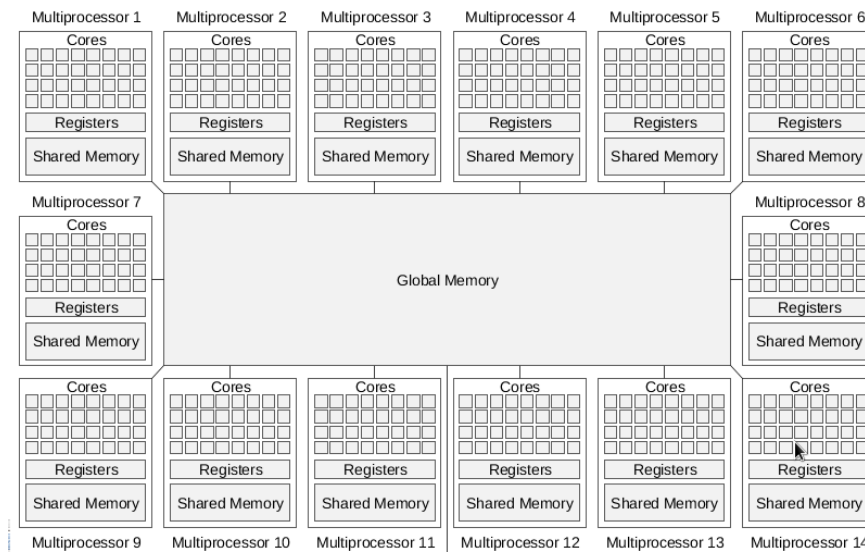 Multiprocessor 1 Multiprocessor 2 Multiprocessor 3 Multiprocessor 4 Multiprocessor 5 Multiprocessor 6
Cores Cores Cores Cores Cores Cores
Registers Registers Registers Registers Registers Registers
Shared Memory Shared Memory Shared Memory Shared Memory Shared Memory Shared Memory
Multiprocessor 7 Multiprocessor 8
Cores Cores
Global Memory
Registers Registers
Shared Memory Shared Memory
Cores Cores Cores Cores Cores Cores
Registers Registers Registers Registers Registers Registers
Shared Memory Shared Memory Shared Memory Shared Memory Shared Memory Shared Memory
Multiprocessor 9 Multiprocessor 10 Multiprocessor 11 Multiprocessor 12 Multiprocessor 13 Multiprocessor 14